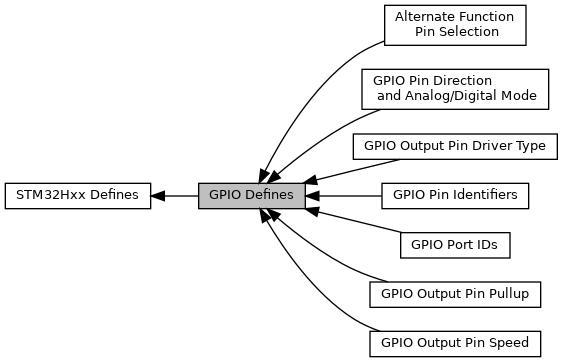 Alternate Function
Pin Selection
GPIO Pin Direction
and Analog/Digital Mode
GPIO Output Pin Driver Type
STM32Hxx Defines
GPIO Defines
GPIO Pin Identifiers
GPIO Port IDs
GPIO Output Pin Pullup
GPIO Output Pin Speed